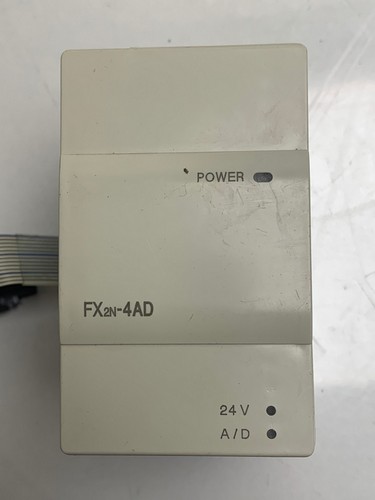 POWER
FX2N-4AD
24V
A/D